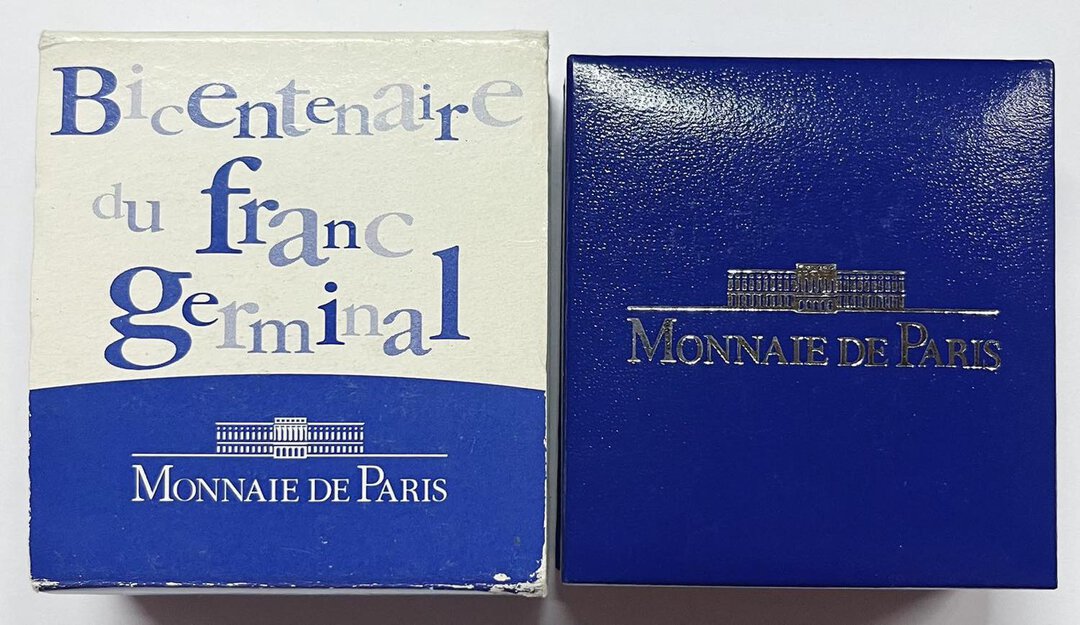 Bicentenaire
du franc
germinal
MONNAIE DE PARIS
MONNAIE DE PARIS